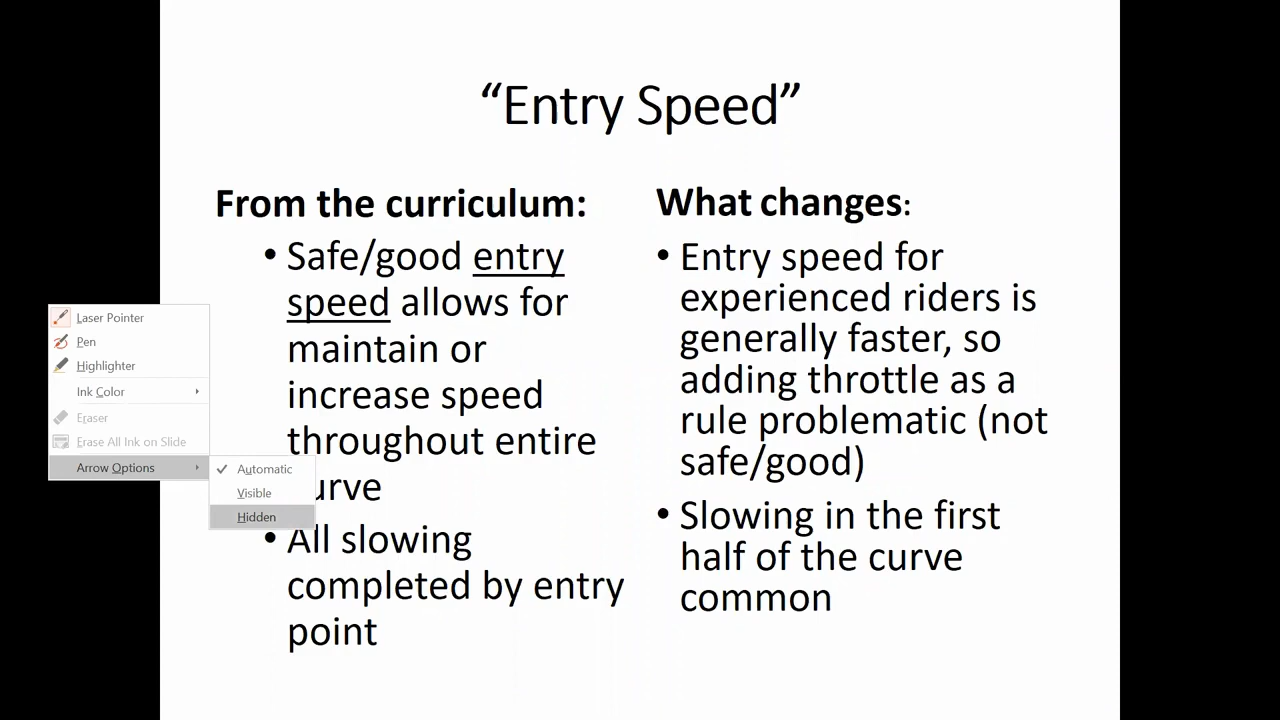 “Entry Speed”
From the curriculum:
• Safe/good entry
speed allows for
maintain or
increase speed
throughout entire
urve
• All slowing
completed by entry
point
What changes:
• Entry speed for
experienced riders is
generally faster, so
adding throttle as a
rule problematic (not
safe/good)
• Slowing in the first
half of the curve
common
Laser Pointer
Pen
Highlighter
Ink Color
Eraser
Erase All Ink on Slide
Arrow Options
Automatic
Visible
Hidden